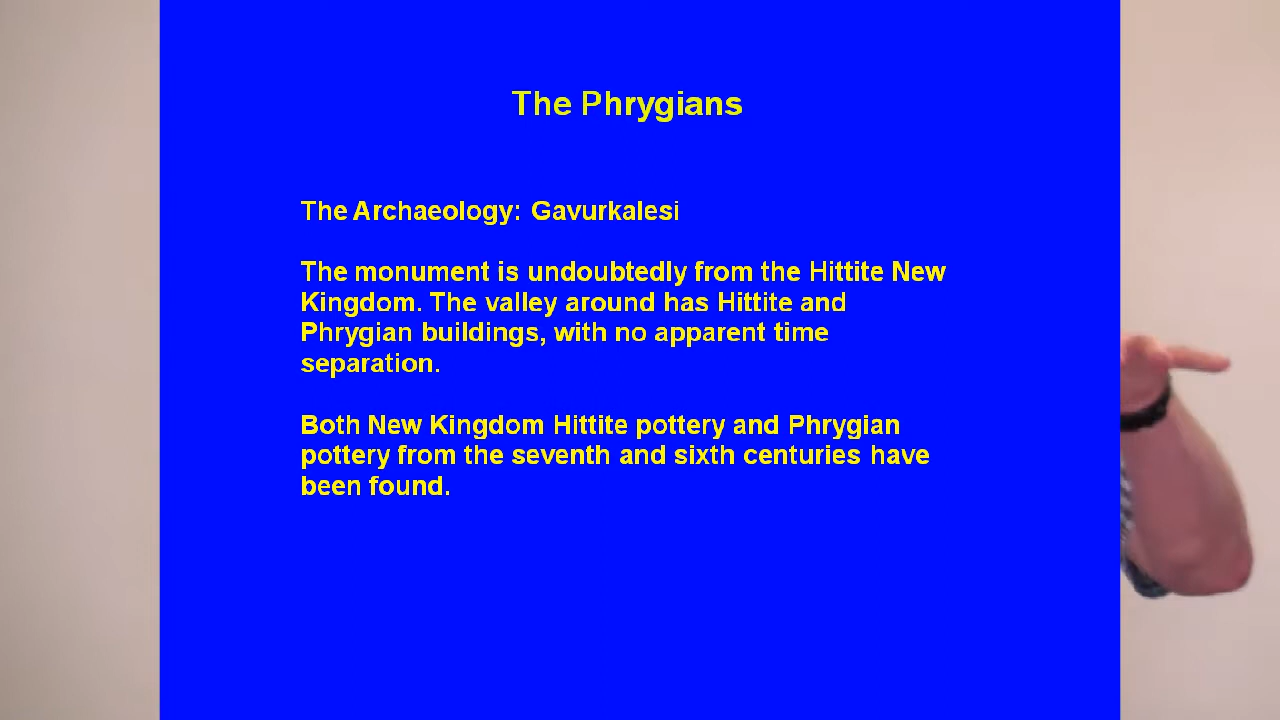 The Phrygians
The Archaeology: Gavurkalesi
The monument is undoubtedly from the Hittite New
Kingdom. The valley around has Hittite and
Phrygian buildings, with no apparent time
separation.
Both New Kingdom Hittite pottery and Phrygian
pottery from the seventh and sixth centuries have
been found.